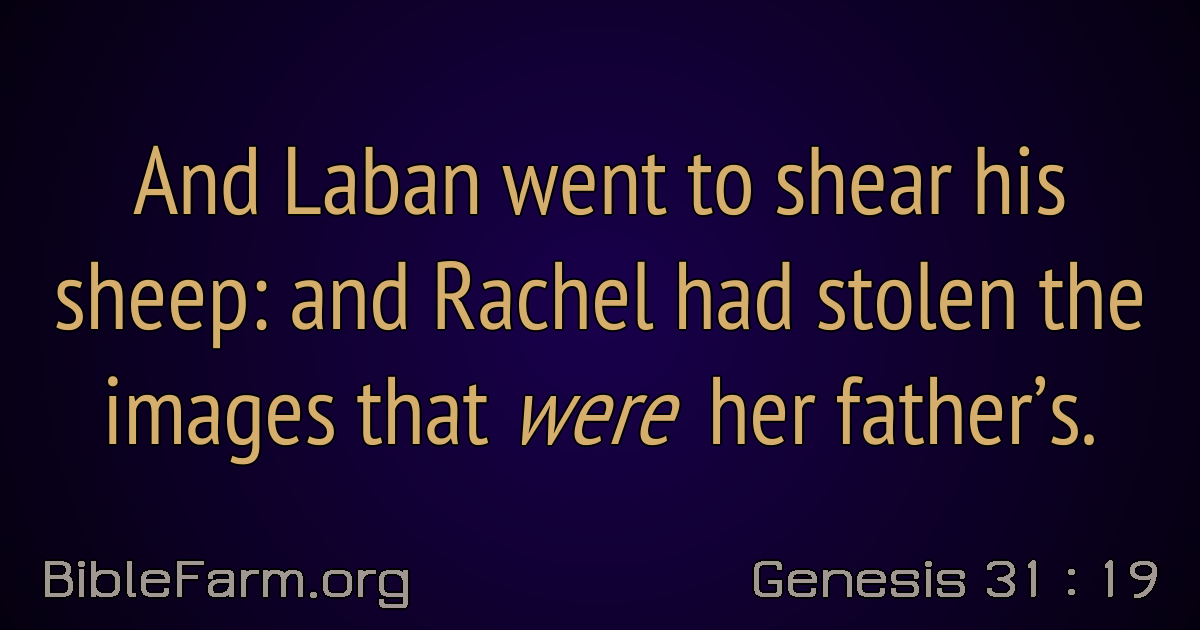 And Laban went to shear his
sheep: and Rachel had stolen the
images that were her father’s.
BibleFarm.org
Genesis 31 : 19